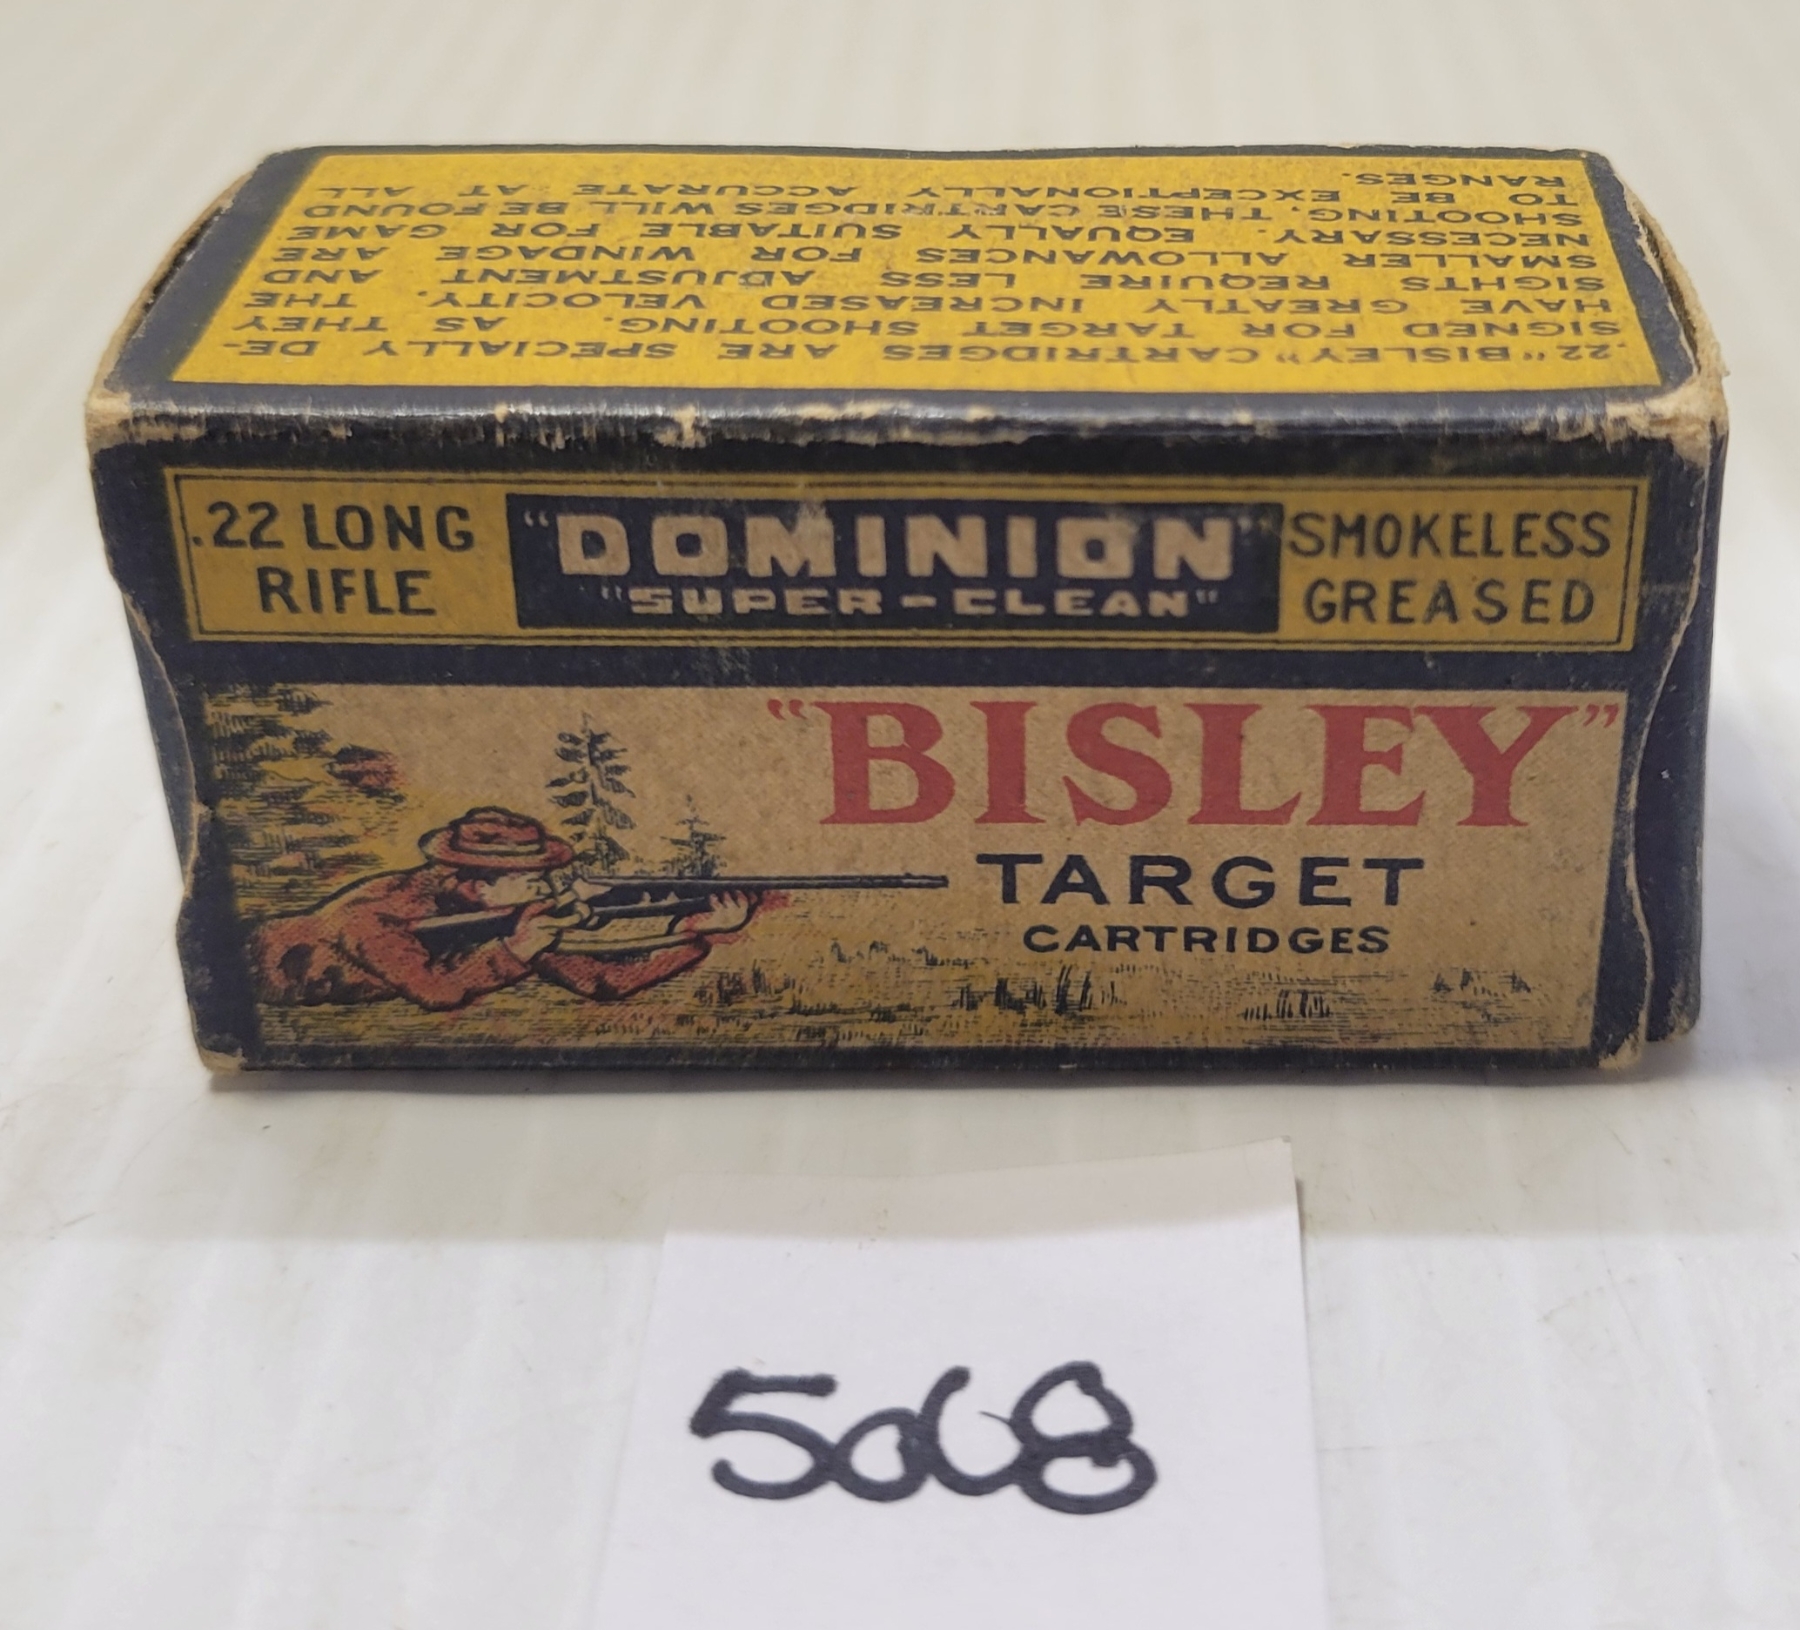 .22 "BISLEY" CARTRIDGES ARE SPECIALLY DE-
SIGNED FOR TARGET SHOOTING. AS THEY
HAVE GREATLY INCREASED VELOCITY, THE
SIGHTS REQUIRE LESS ADJUSTMENT AND
SMALLER ALLOWANCES FOR WINDAGE ARE
NECESSARY. EQUALLY SUITABLE FOR GAME
SHOOTING, THESE CARTRIDGES WILL BE FOUND
TO BE EXCEPTIONALLY ACCURATE AT ALL
RANGES.
.22 LONG
RIFLE
"DOMINION"
"SUPER-CLEAN"
SMOKELESS
GREASED
"BISLEY"
TARGET
CARTRIDGES
5068